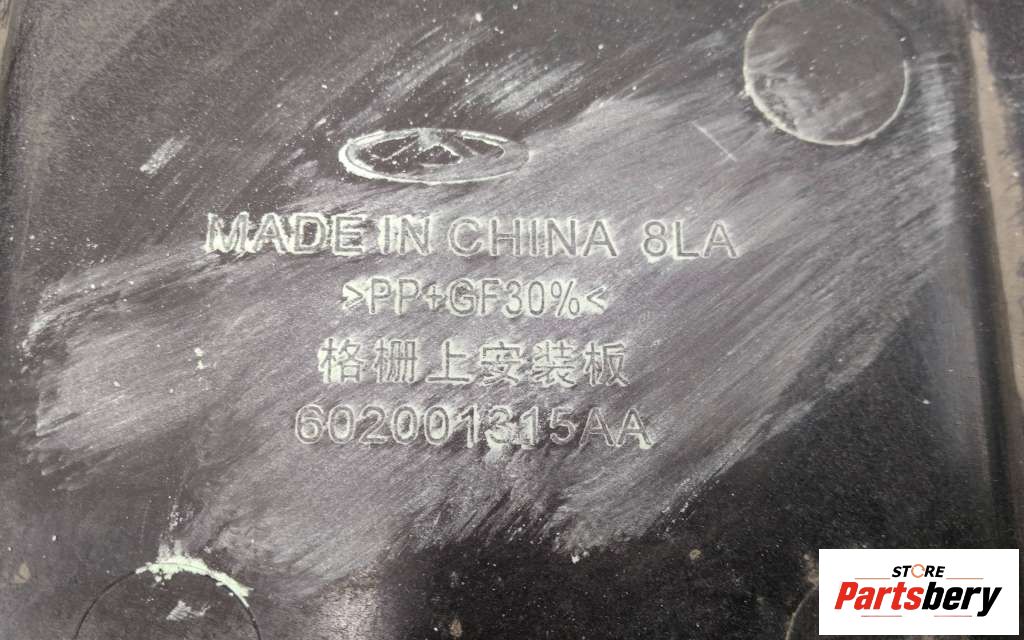 MADE IN CHINA 8LA
>PP+GF30%<
格栅上安装板
602001315AA
STORE
Partsbery